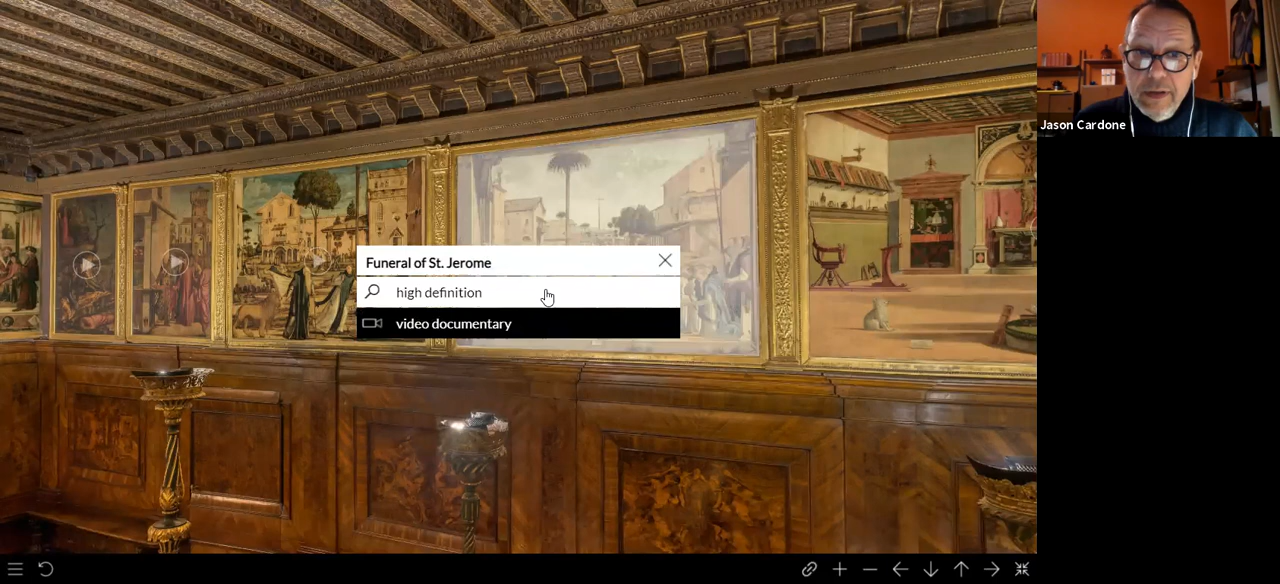 Jason Cardone
Funeral of St. Jerome
high definition
video documentary